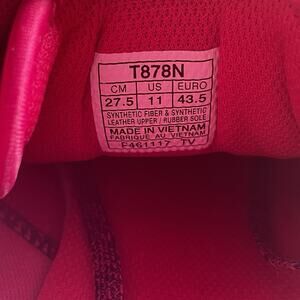 T878N
CM US EURO
27.5 11 43.5
SYNTHETIC FIBER & SYNTHETIC
LEATHER UPPER / RUBBER SOLE
MADE IN VIETNAM
FABRIQUE AU VIETNAM
F461117 TV